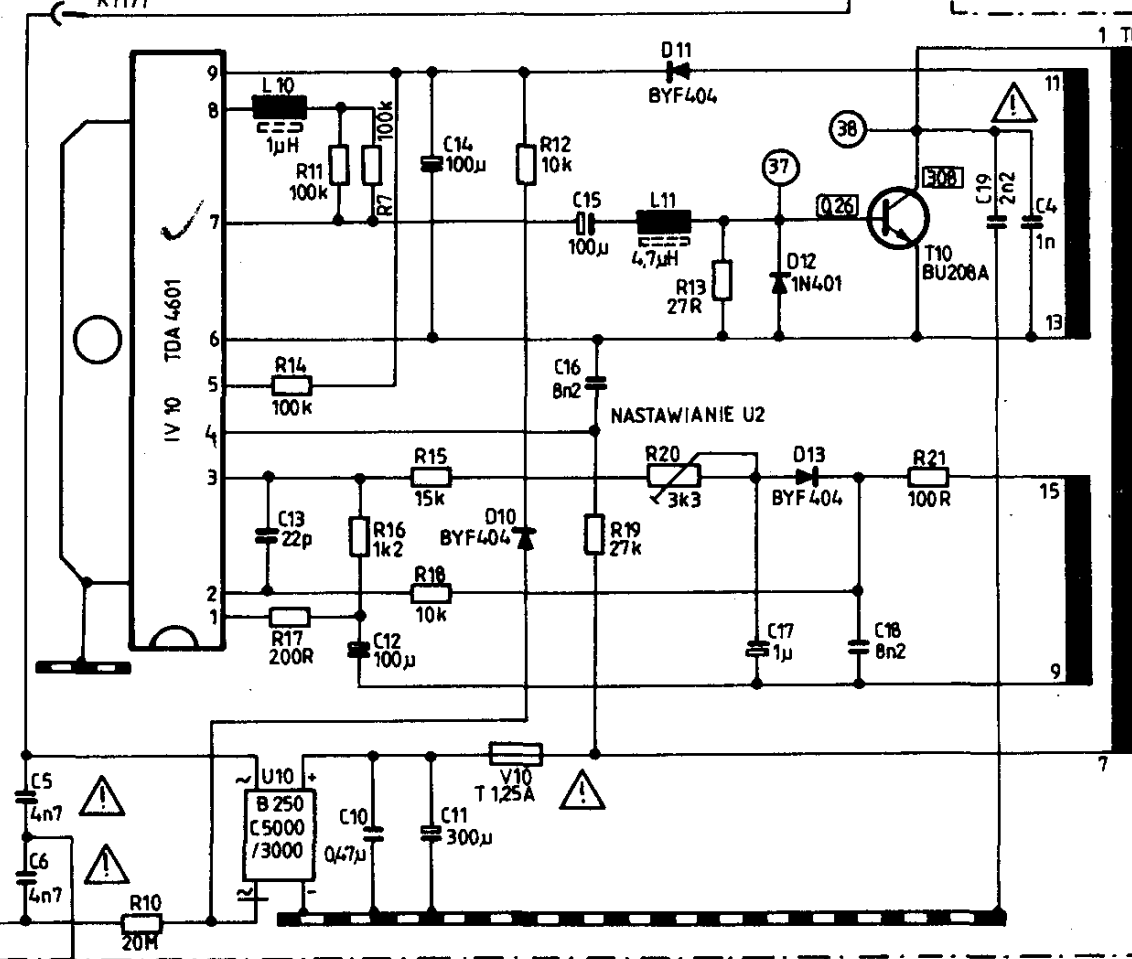 1
9
8
7
6
5
4
3
2
1
IV 10 TDA 4601
L 10
1µH
R11
100k
100k
R7
C14
100µ
R12
10k
D11
BYF404
C15
100µ
L11
4,7µH
37
38
0,26
308
R13
27R
D12
1N401
T10
BU208A
C19
2n2
C4
1n
11
13
R14
100k
C16
8n2
NASTAWIANIE U2
R15
15k
R20
3k3
D13
BYF404
R21
100R
15
C13
22p
R16
1k2
D10
BYF404
R19
27k
R18
10k
R17
200R
C12
100µ
C17
1µ
C18
8n2
9
7
C5
4n7
C6
4n7
~
U10
+
B 250
C5000
/3000
~
-
C10
0,47µ
C11
300µ
V10
T 1,25A
R10
20M
!
!
!
!